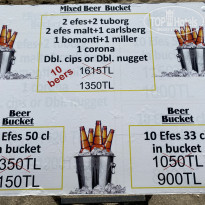 Mixed Beer Bucket
2 efes+2 tuborg
2 efes malt+1 carlsberg
1 bomonti+1 miller
1 corona
Dbl. cips or Dbl. nugget
10 beers
1615TL
1350TL
Beer
Bucket
Efes 50 cl
in bucket
350TL
150TL
Beer
Bucket
10 Efes 33 c
in bucket
1050TL
900TL